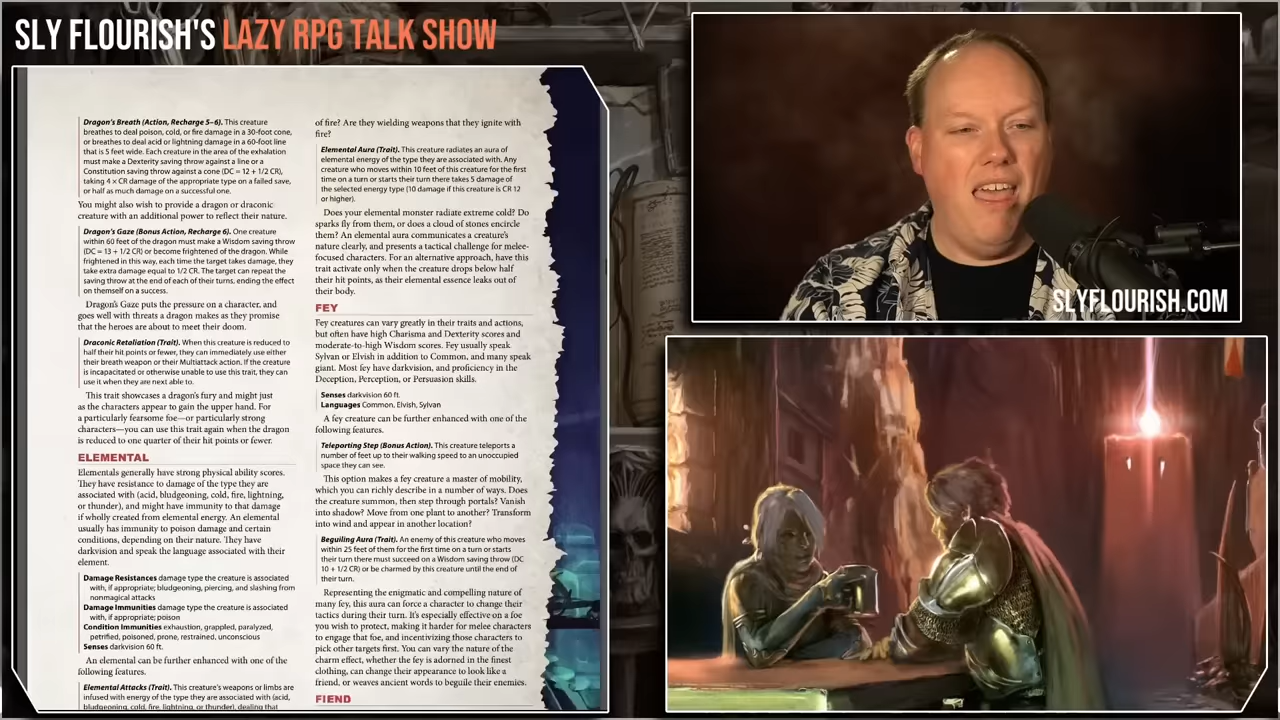 SLY FLOURISH'S LAZY RPG TALK SHOW
Dragon's Breath (Action, Recharge 5–6). This creature
breathes to deal poison, cold, or fire damage in a 30-foot cone,
or breathes to deal acid or lightning damage in a 60-foot line
that is 5 feet wide. Each creature in the area of the exhalation
must make a Dexterity saving throw against a line or a
Constitution saving throw against a cone (DC = 12 + 1/2 CR),
taking 4 × CR damage of the appropriate type on a failed save,
or half as much damage on a successful one.
You might also wish to provide a dragon or draconic
creature with an additional power to reflect their nature.
Dragon's Gaze (Bonus Action, Recharge 6). One creature
within 60 feet of the dragon must make a Wisdom saving throw
(DC = 13 + 1/2 CR) or become frightened of the dragon. While
frightened in this way, each time the target takes damage, they
take extra damage equal to 1/2 CR. The target can repeat the
saving throw at the end of each of their turns, ending the effect
on themself on a success.
Dragon's Gaze puts the pressure on a character, and
goes well with threats a dragon makes as they promise
that the heroes are about to meet their doom.
Draconic Retaliation (Trait). When this creature is reduced to
half their hit points or fewer, they can immediately use either
their breath weapon or their Multiattack action. If the creature
is incapacitated or otherwise unable to use this trait, they can
use it when they are next able to.
This trait showcases a dragon's fury and might just
as the characters appear to gain the upper hand. For
a particularly fearsome foe—or particularly strong
characters—you can use this trait again when the dragon
is reduced to one quarter of their hit points or fewer.
ELEMENTAL
Elementals generally have strong physical ability scores.
They have resistance to damage of the type they are
associated with (acid, bludgeoning, cold, fire, lightning,
or thunder), and might have immunity to that damage
if wholly created from elemental energy. An elemental
usually has immunity to poison damage and certain
conditions, depending on their nature. They have
darkvision and speak the language associated with their
element.
Damage Resistances damage type the creature is associated
with, if appropriate; bludgeoning, piercing, and slashing from
nonmagical attacks
Damage Immunities damage type the creature is associated
with, if appropriate; poison
Condition Immunities exhaustion, grappled, paralyzed,
petrified, poisoned, prone, restrained, unconscious
Senses darkvision 60 ft.
An elemental can be further enhanced with one of the
following features.
Elemental Attacks (Trait). This creature's weapons or limbs are
infused with energy of the type they are associated with (acid,
bludgeoning, cold, fire, lightning, or thunder), dealing that
of fire? Are they wielding weapons that they ignite with
fire?
Elemental Aura (Trait). This creature radiates an aura of
elemental energy of the type they are associated with. Any
creature who moves within 10 feet of this creature for the first
time on a turn or starts their turn there takes 5 damage of
the selected energy type (10 damage if this creature is CR 12
or higher).
Does your elemental monster radiate extreme cold? Do
sparks fly from them, or does a cloud of stones encircle
them? An elemental aura communicates a creature's
nature clearly, and presents a tactical challenge for melee-
focused characters. For an alternative approach, have this
trait activate only when the creature drops below half
their hit points, as their elemental essence leaks out of
their body.
FEY
Fey creatures can vary greatly in their traits and actions,
but often have high Charisma and Dexterity scores and
moderate-to-high Wisdom scores. Fey usually speak
Sylvan or Elvish in addition to Common, and many speak
giant. Most fey have darkvision, and proficiency in the
Deception, Perception, or Persuasion skills.
Senses darkvision 60 ft.
Languages Common, Elvish, Sylvan
A fey creature can be further enhanced with one of the
following features.
Teleporting Step (Bonus Action). This creature teleports a
number of feet up to their walking speed to an unoccupied
space they can see.
This option makes a fey creature a master of mobility,
which you can richly describe in a number of ways. Does
the creature summon, then step through portals? Vanish
into shadow? Move from one plant to another? Transform
into wind and appear in another location?
Beguiling Aura (Trait). An enemy of this creature who moves
within 25 feet of them for the first time on a turn or starts
their turn there must succeed on a Wisdom saving throw (DC
10 + 1/2 CR) or be charmed by this creature until the end of
their turn.
Representing the enigmatic and compelling nature of
many fey, this aura can force a character to change their
tactics during their turn. It's especially effective on a foe
you wish to protect, making it harder for melee characters
to engage that foe, and incentivizing those characters to
pick other targets first. You can vary the nature of the
charm effect, whether the fey is adorned in the finest
clothing, can change their appearance to look like a
friend, or weaves ancient words to beguile their enemies.
FIEND
SLYFLOURISH.COM